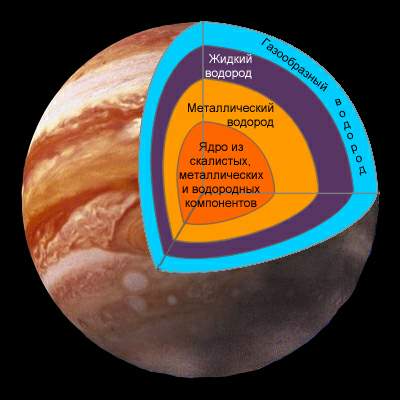 Газообразный водород
Жидкий
водород
Металлический
водород
Ядро из
скалистых,
металлических
и водородных
компонентов